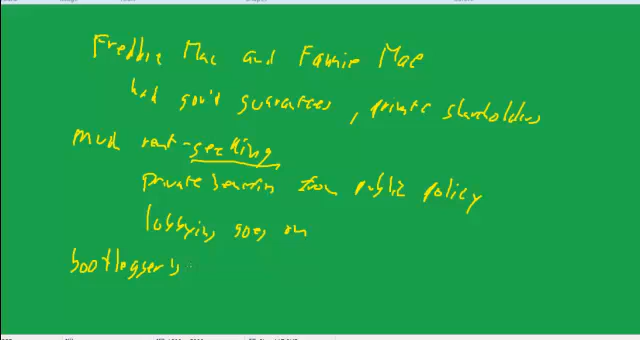 Freddie Mac and Fannie Mae
had gov't guarantees, private shareholders
much rent-seeking
private benefits from public policy
lobbying goes on
bootlegger's